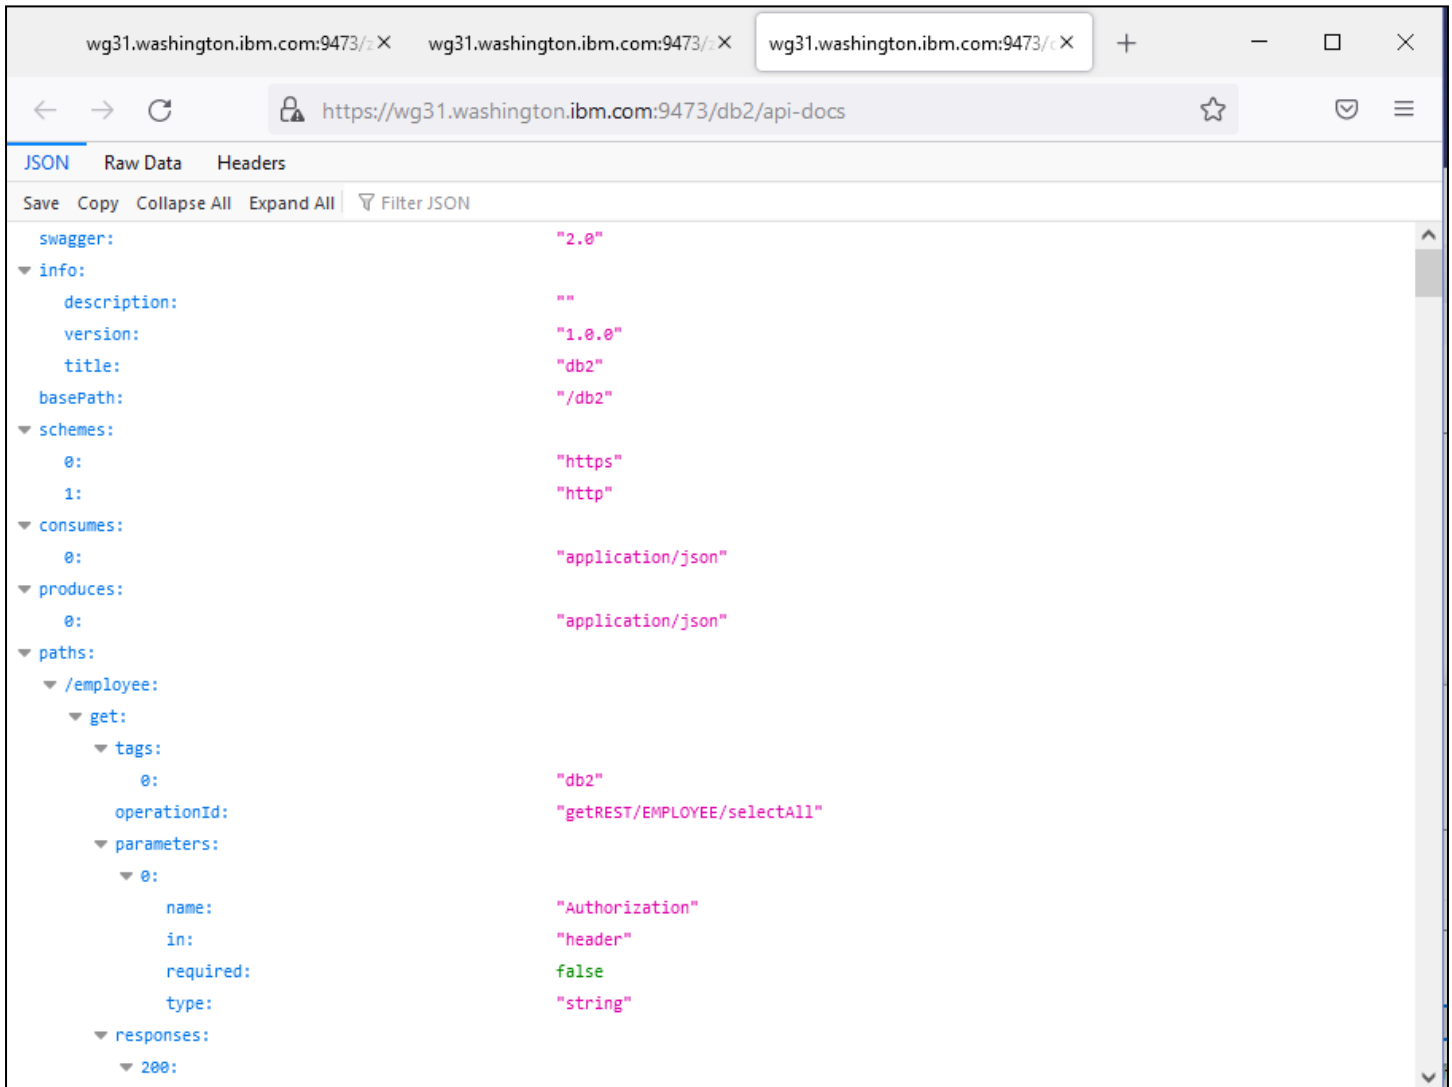 wg31.washington.ibm.com:9473/z wg31.washington.ibm.com:9473/z wg31.washington.ibm.com:9473/c
https://wg31.washington.ibm.com:9473/db2/api-docs
JSON Raw Data Headers
Save Copy Collapse All Expand All Filter JSON
swagger: "2.0"
info:
description: ""
version: "1.0.0"
title: "db2"
basePath: "/db2"
schemes:
0: "https"
1: "http"
consumes:
0: "application/json"
produces:
0: "application/json"
paths:
/employee:
get:
tags:
0: "db2"
operationId: "getREST/EMPLOYEE/selectAll"
parameters:
0:
name: "Authorization"
in: "header"
required: false
type: "string"
responses:
200: